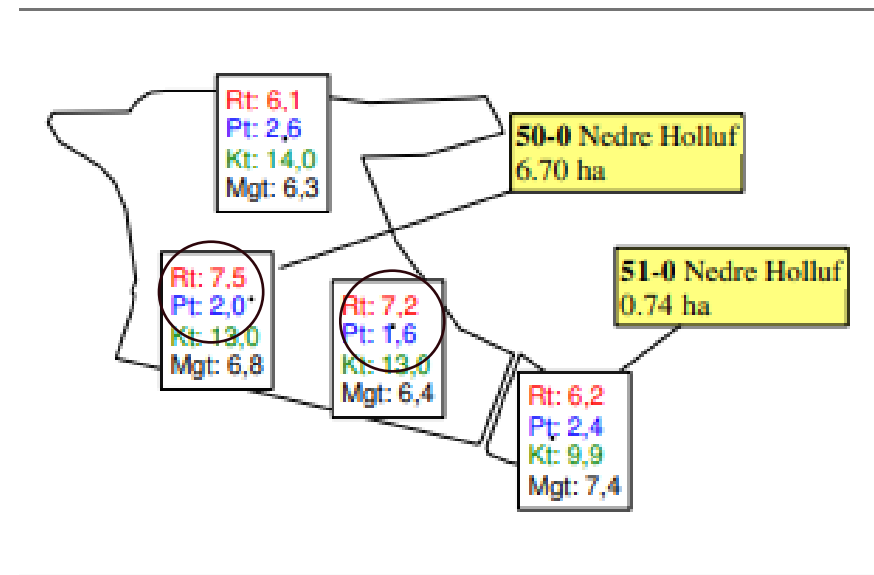 Rt: 6,1
Pt: 2,6
Kt: 14,0
Mgt: 6,3
50-0 Nedre Holluf
6.70 ha
51-0 Nedre Holluf
0.74 ha
Rt: 7,5
Pt: 2,0
Kt: 13,0
Mgt: 6,8
Rt: 7,2
Pt: 1,6
Kt: 13,0
Mgt: 6,4
Rt: 6,2
Pt: 2,4
Kt: 9,9
Mgt: 7,4